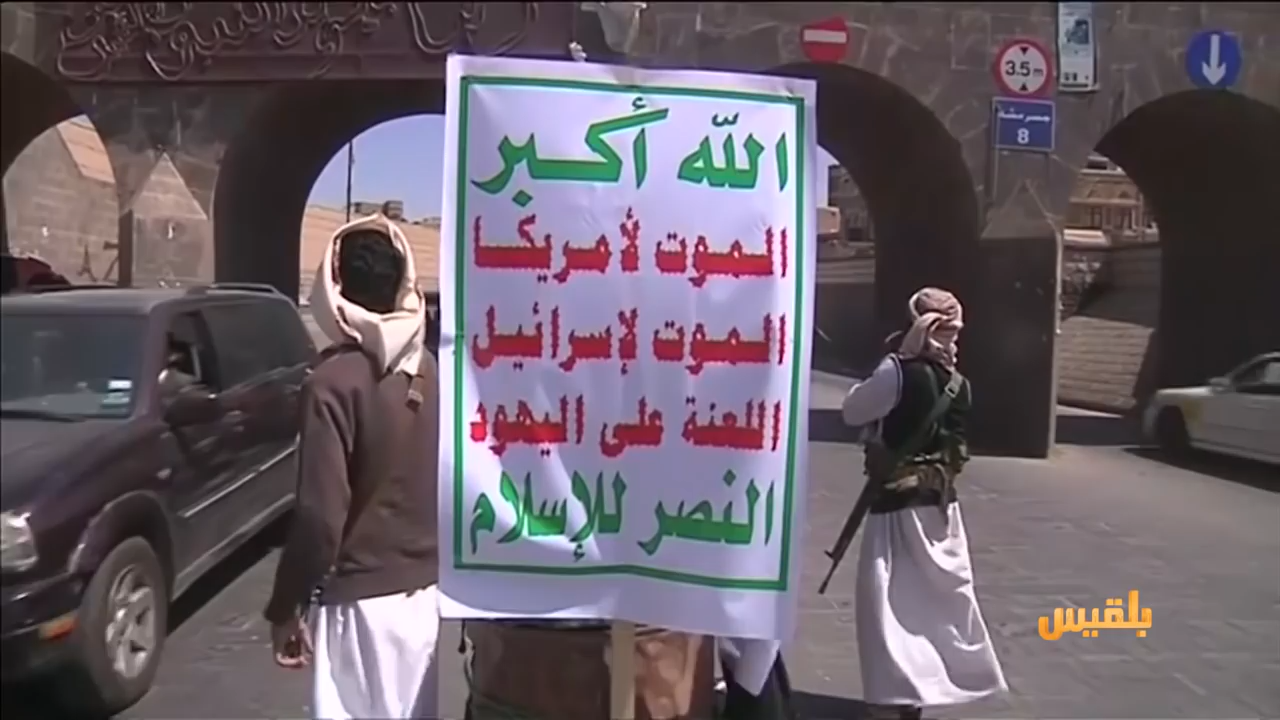 الله أكبر
الموت لأمريكا
الموت لإسرائيل
اللعنة على اليهود
النصر للإسلام
3.5 m
8
بلقيس